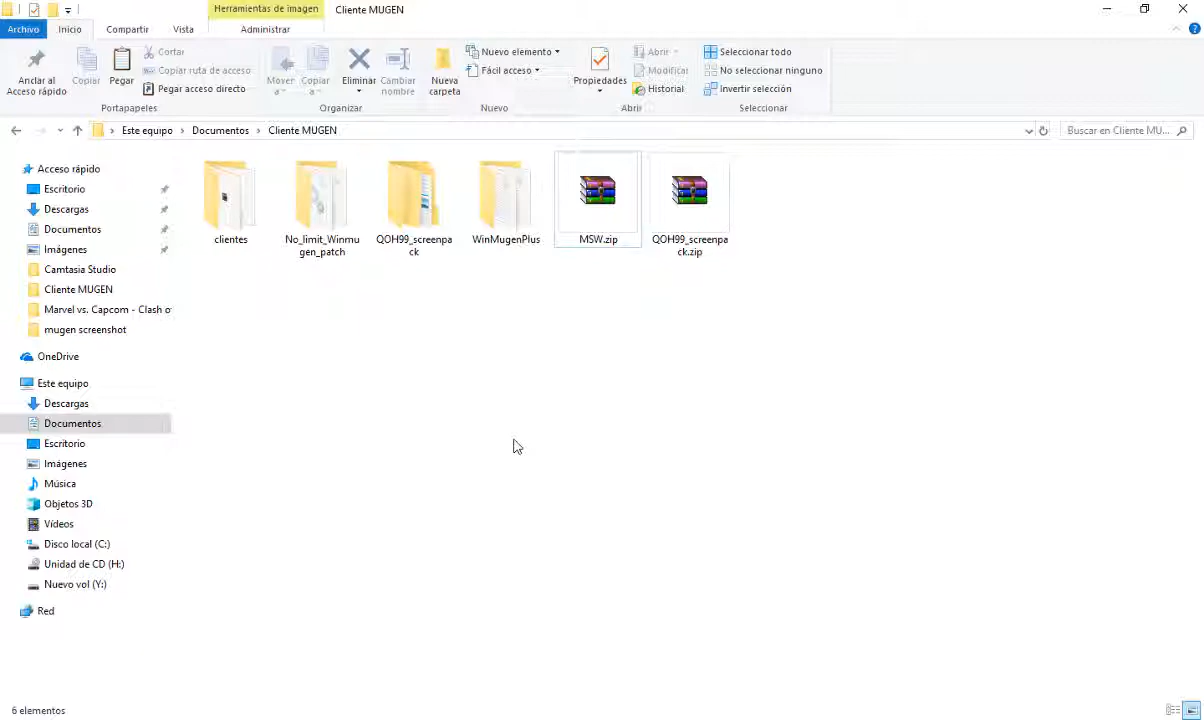 Herramientas de imagen
Cliente MUGEN
Archivo
Inicio
Compartir
Vista
Administrar
Anclar al
Acceso rápido
Copiar
Pegar
Cortar
Copiar ruta de acceso
Pegar acceso directo
Portapapeles
Mover
a
Copiar
a
Eliminar
Cambiar
nombre
Organizar
Nueva
carpeta
Nuevo elemento
Fácil acceso
Nuevo
Propiedades
Abrir
Modificar
Historial
Abrir
Seleccionar todo
No seleccionar ninguno
Invertir selección
Seleccionar
Este equipo > Documentos > Cliente MUGEN
Buscar en Cliente MU...
Acceso rápido
Escritorio
Descargas
Documentos
Imágenes
Camtasia Studio
Cliente MUGEN
Marvel vs. Capcom - Clash o
mugen screenshot
OneDrive
Este equipo
Descargas
Documentos
Escritorio
Imágenes
Música
Objetos 3D
Vídeos
Disco local (C:)
Unidad de CD (H:)
Nuevo vol (Y:)
Red
clientes
No_limit_Winmu
gen_patch
QOH99_screenpa
ck
WinMugenPlus
MSW.zip
QOH99_screenpa
ck.zip
6 elementos